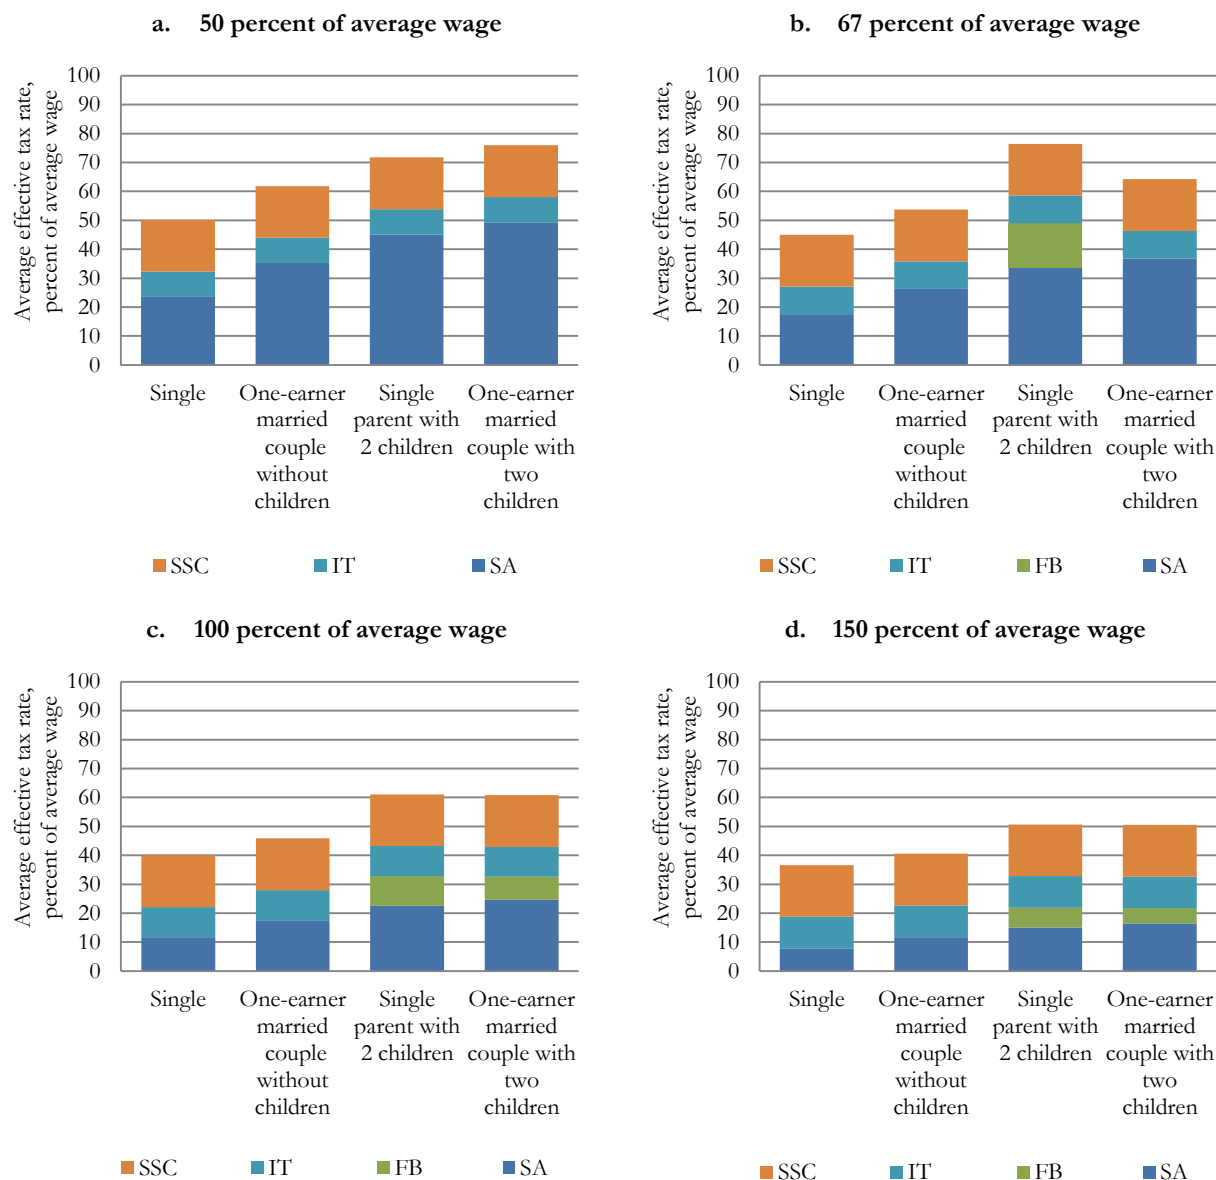 a. 50 percent of average wage
Average effective tax rate,
percent of average wage
100
90
80
70
60
50
40
30
20
10
0
Single
One-earner
married
couple
without
children
Single
parent with
2 children
One-earner
married
couple with
two
children
SSC IT SA
b. 67 percent of average wage
Average effective tax rate,
percent of average wage
100
90
80
70
60
50
40
30
20
10
0
Single
One-earner
married
couple
without
children
Single
parent with
2 children
One-earner
married
couple with
two
children
SSC IT FB SA
c. 100 percent of average wage
Average effective tax rate,
percent of average wage
100
90
80
70
60
50
40
30
20
10
0
Single
One-earner
married
couple
without
children
Single
parent with
2 children
One-earner
married
couple with
two
children
SSC IT FB SA
d. 150 percent of average wage
Average effective tax rate,
percent of average wage
100
90
80
70
60
50
40
30
20
10
0
Single
One-earner
married
couple
without
children
Single
parent with
2 children
One-earner
married
couple with
two
children
SSC IT FB SA